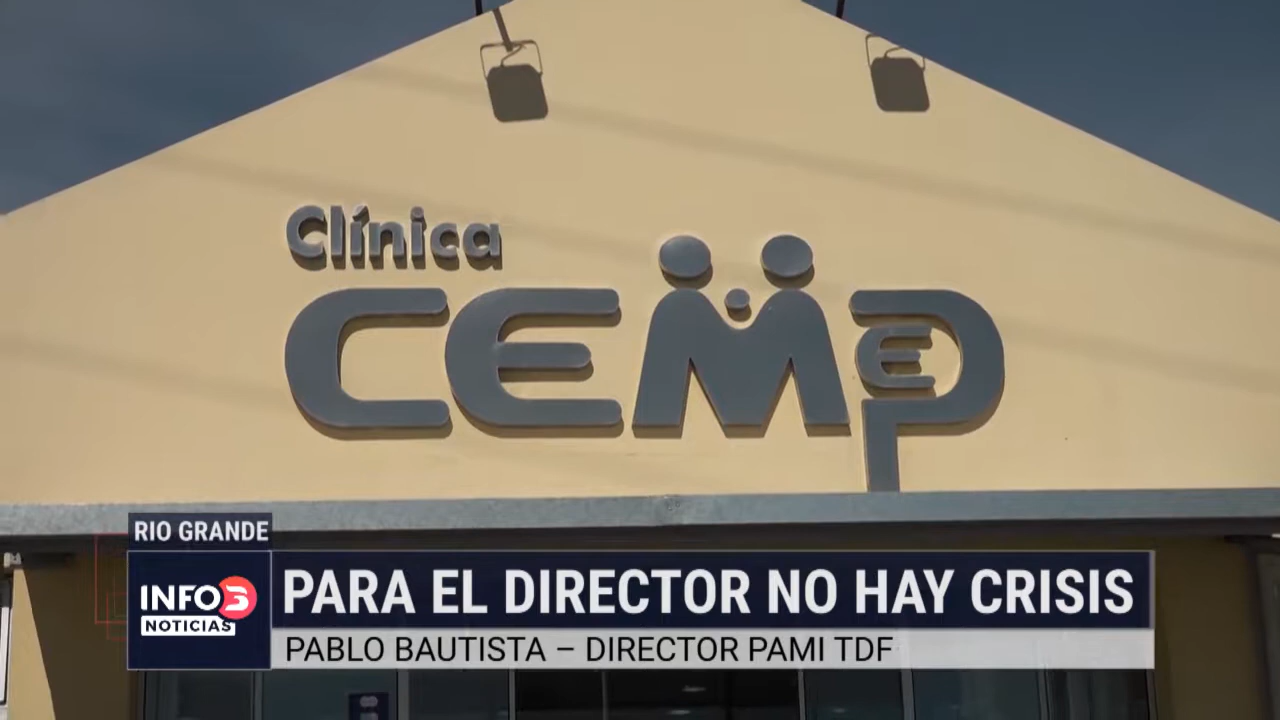 Clínica
CEMEP
RIO GRANDE
INFO3
NOTICIAS
PARA EL DIRECTOR NO HAY CRISIS
PABLO BAUTISTA – DIRECTOR PAMI TDF